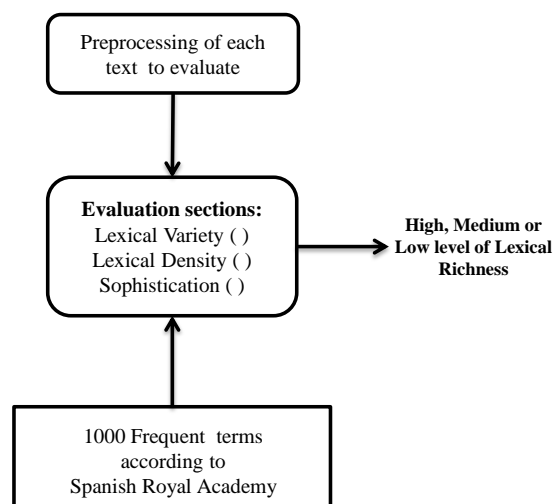 Preprocessing of each
text to evaluate
Evaluation sections:
Lexical Variety ( )
Lexical Density ( )
Sophistication ( )
High, Medium or
Low level of Lexical
Richness
1000 Frequent terms
according to
Spanish Royal Academy